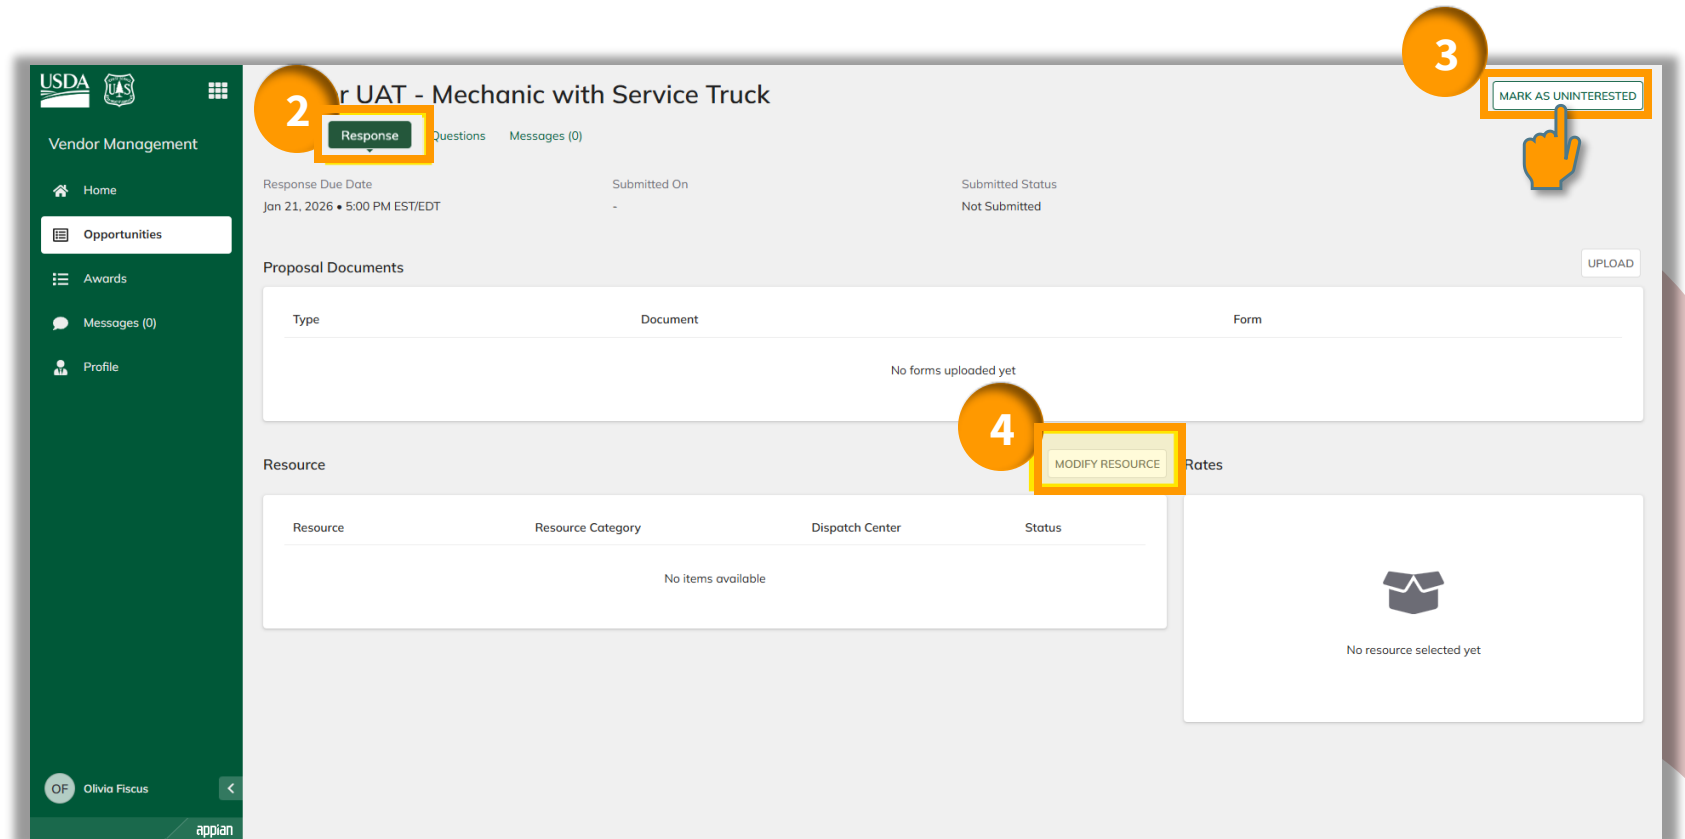 3
USDA
UAS
2
r UAT - Mechanic with Service Truck
MARK AS UNINTERESTED
Response
Questions
Messages (0)
Vendor Management
Home
Opportunities
Awards
Messages (0)
Profile
Response Due Date
Submitted On
Submitted Status
Jan 21, 2026 • 5:00 PM EST/EDT
-
Not Submitted
Proposal Documents
UPLOAD
Type
Document
Form
No forms uploaded yet
4
Resource
MODIFY RESOURCE
Rates
Resource
Resource Category
Dispatch Center
Status
No items available
No resource selected yet
OF
Olivia Fiscus
appian